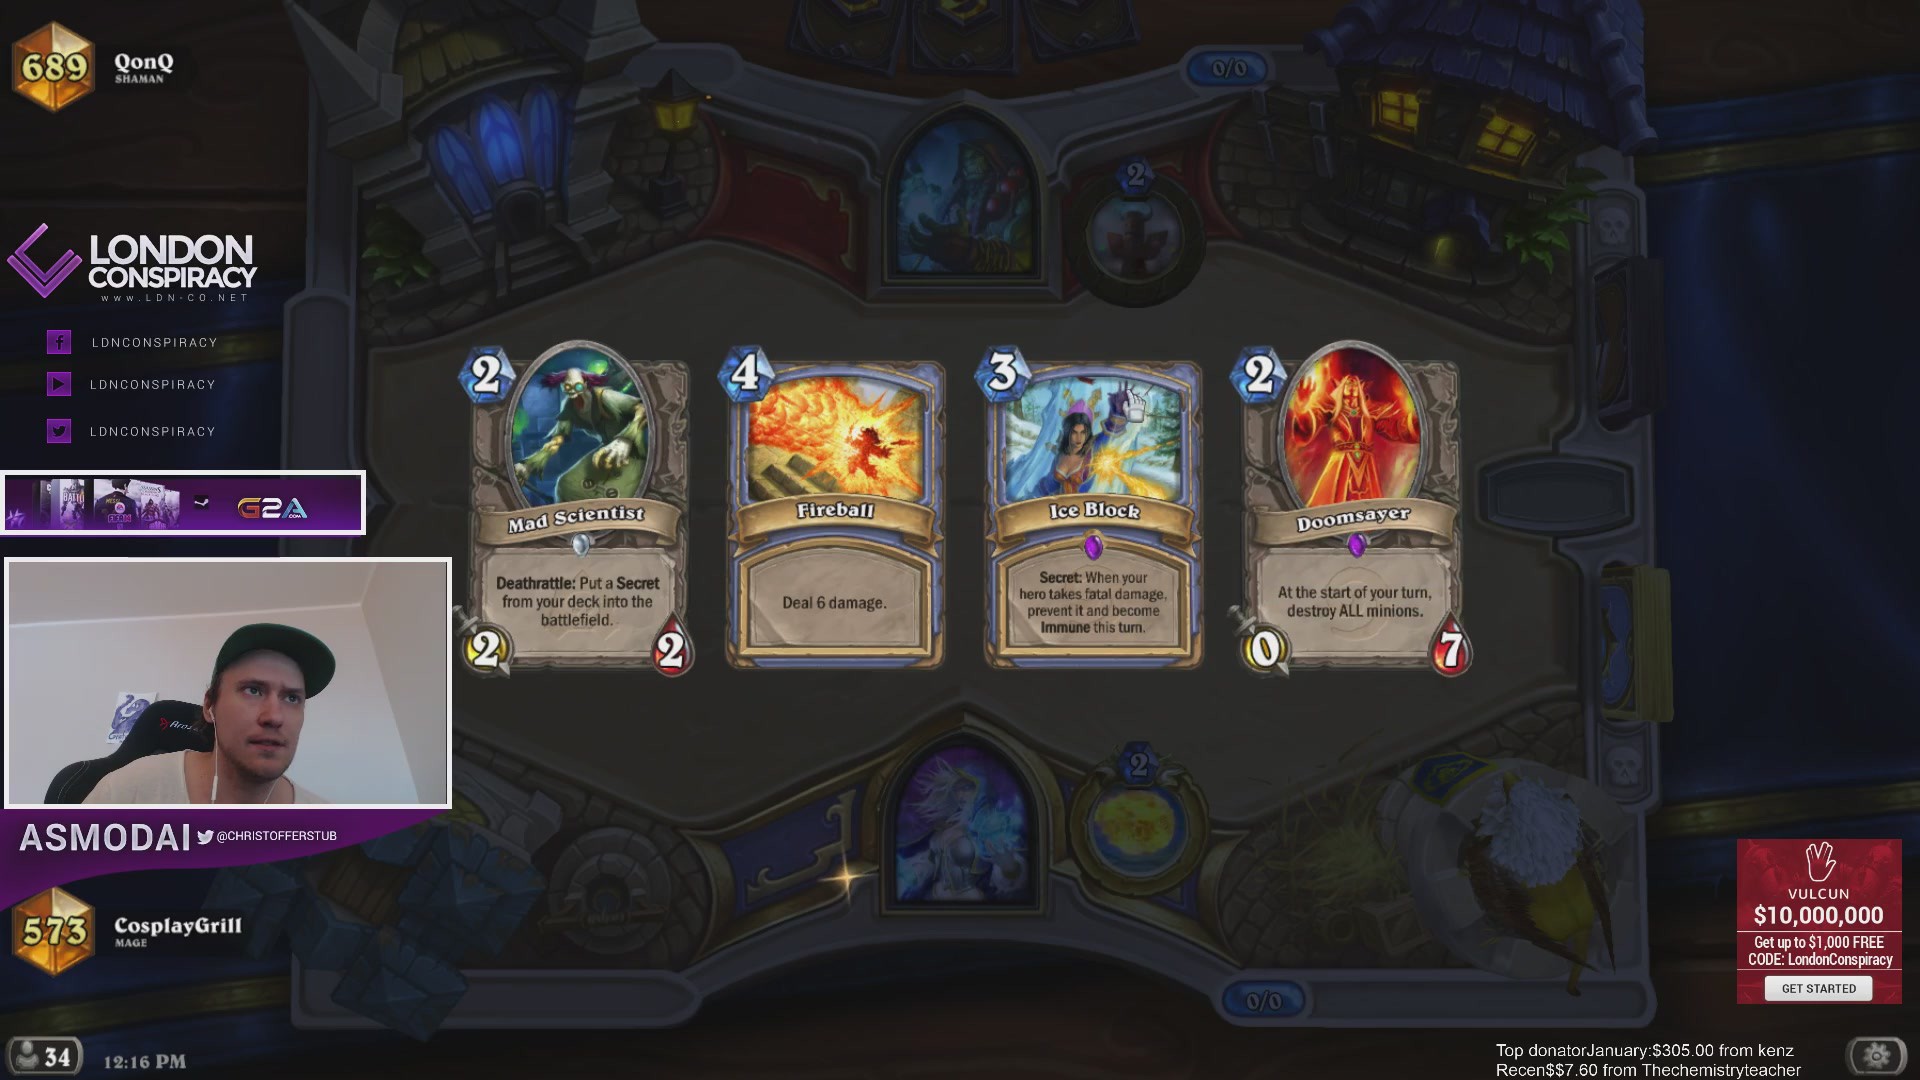 689
QonQ
SHAMAN
0/0
2
LONDON
CONSPIRACY
WWW.LDN-CO.NET
LDNCONSPIRACY
LDNCONSPIRACY
LDNCONSPIRACY
G2A
.COM
2
Mad Scientist
Deathrattle: Put a Secret
from your deck into the
battlefield.
2
2
4
Fireball
Deal 6 damage.
3
Ice Block
Secret: When your
hero takes fatal damage,
prevent it and become
Immune this turn.
2
Doomsayer
At the start of your turn,
destroy ALL minions.
0
7
2
ASMODAI
@CHRISTOFFERSTUB
573
CosplayGrill
MAGE
0/0
VULCUN
$10,000,000
Get up to $1,000 FREE
CODE: LondonConspiracy
GET STARTED
34
12:16 PM
Top donatorJanuary:$305.00 from kenz
Recen$$7.60 from Thechemistryteacher